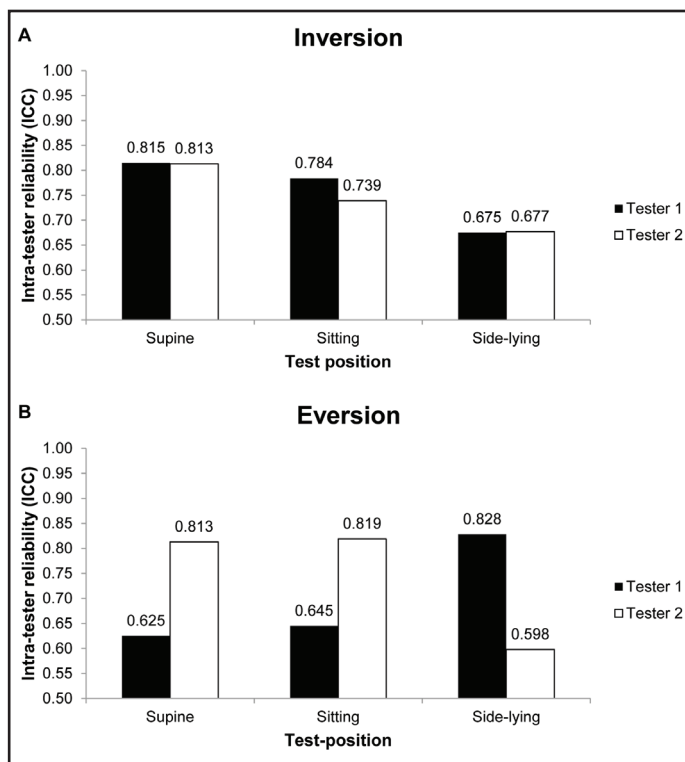 A
Inversion
Intra-tester reliability (ICC)
1.00
0.95
0.90
0.85
0.80
0.75
0.70
0.65
0.60
0.55
0.50
0.815
0.813
0.784
0.739
0.675
0.677
Supine
Sitting
Side-lying
Test position
Tester 1
Tester 2
B
Eversion
Intra-tester reliability (ICC)
1.00
0.95
0.90
0.85
0.80
0.75
0.70
0.65
0.60
0.55
0.50
0.625
0.813
0.645
0.819
0.828
0.598
Supine
Sitting
Side-lying
Test-position
Tester 1
Tester 2